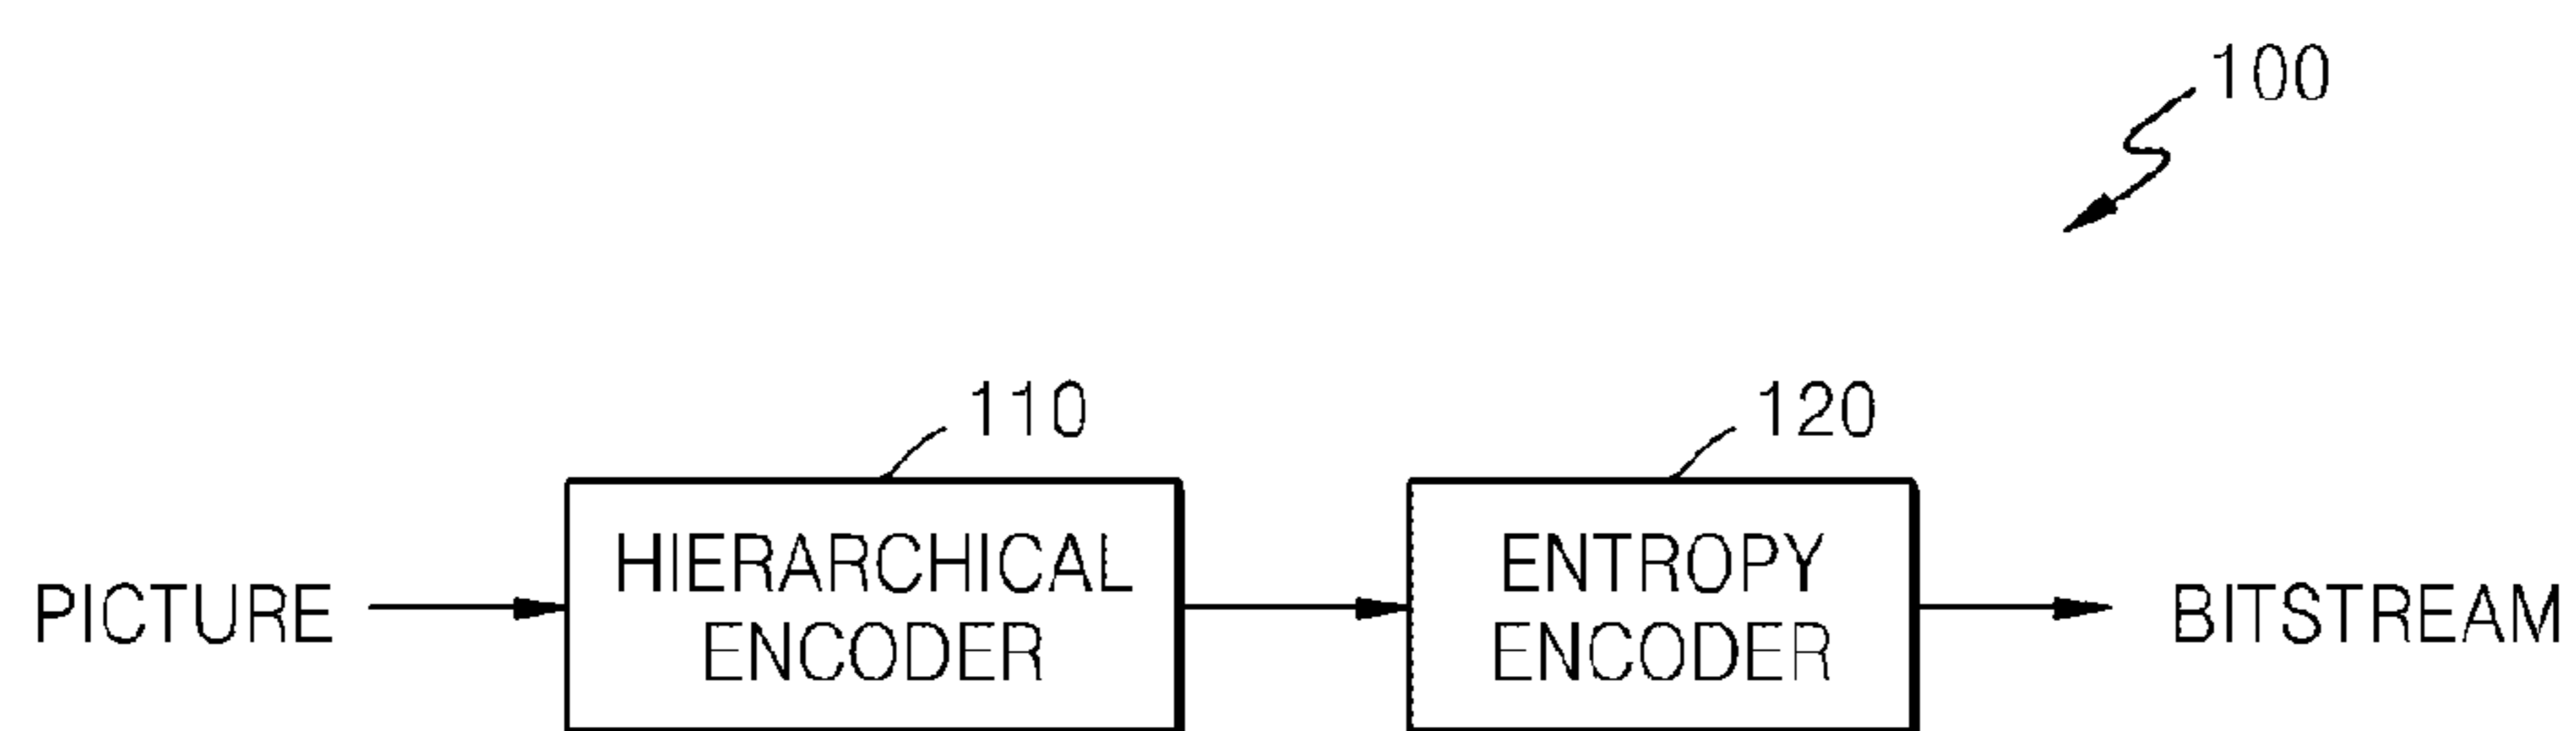 100
110
120
PICTURE
HIERARCHICAL
ENCODER
ENTROPY
ENCODER
BITSTREAM